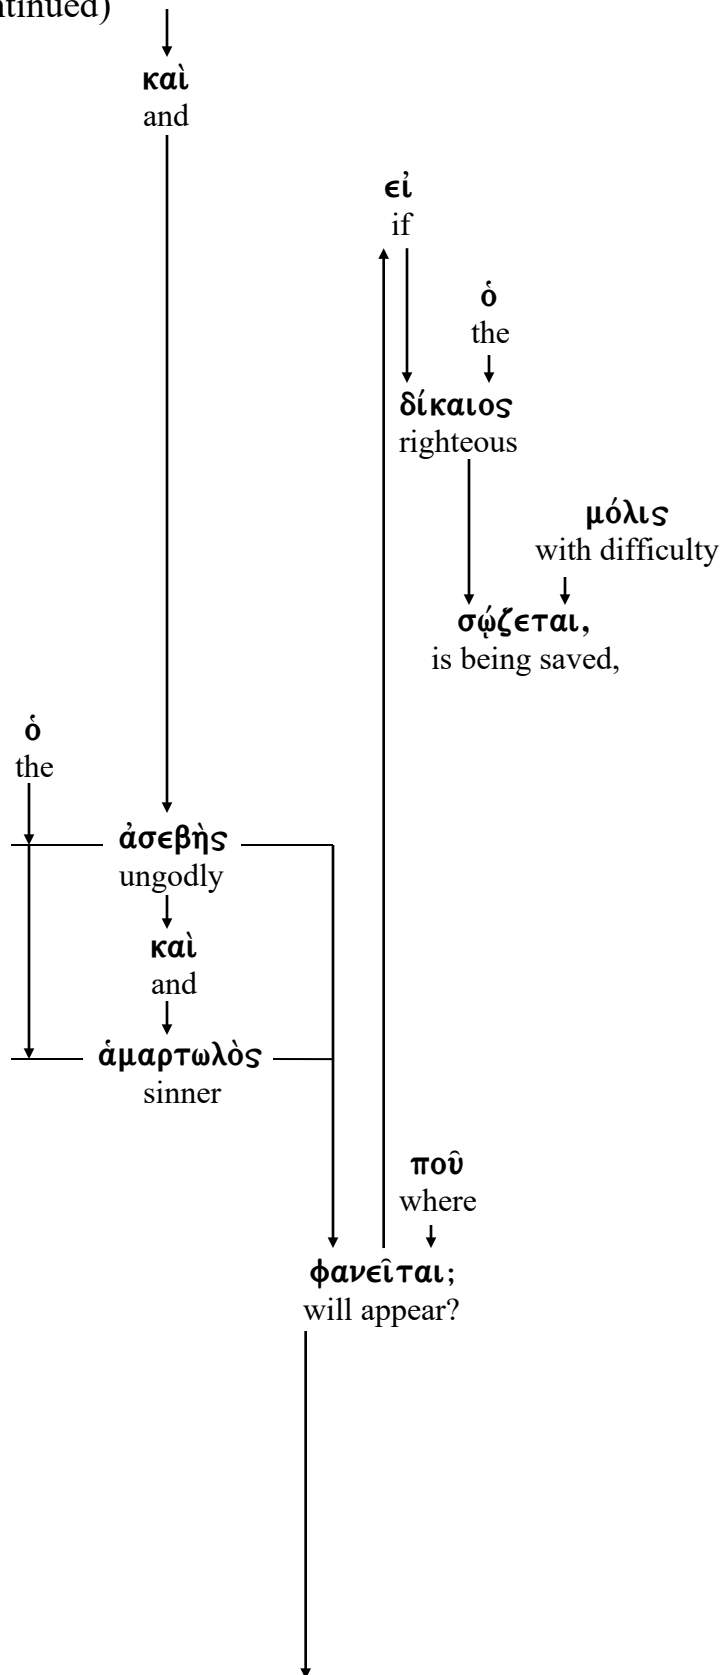 ntinued)
καὶ
and
εἰ
if
ὁ
the
δίκαιος
righteous
μόλις
with difficulty
σῴζεται,
is being saved,
ὁ
the
ἀσεβὴς
ungodly
καὶ
and
ἁμαρτωλὸς
sinner
ποῦ
where
φανεῖται;
will appear?